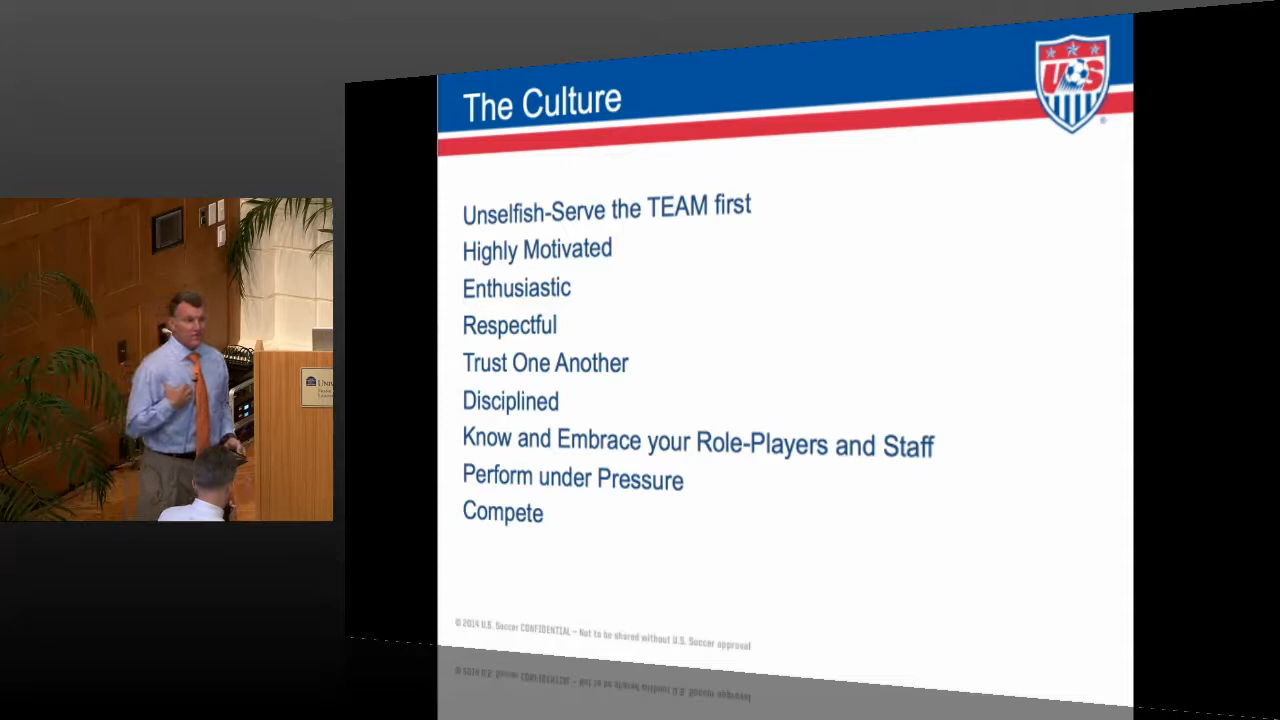 The Culture
US
Unselfish-Serve the TEAM first
Highly Motivated
Enthusiastic
Respectful
Trust One Another
Disciplined
Know and Embrace your Role-Players and Staff
Perform under Pressure
Compete
© 2014 U.S. Soccer CONFIDENTIAL – Not to be shared without U.S. Soccer approval